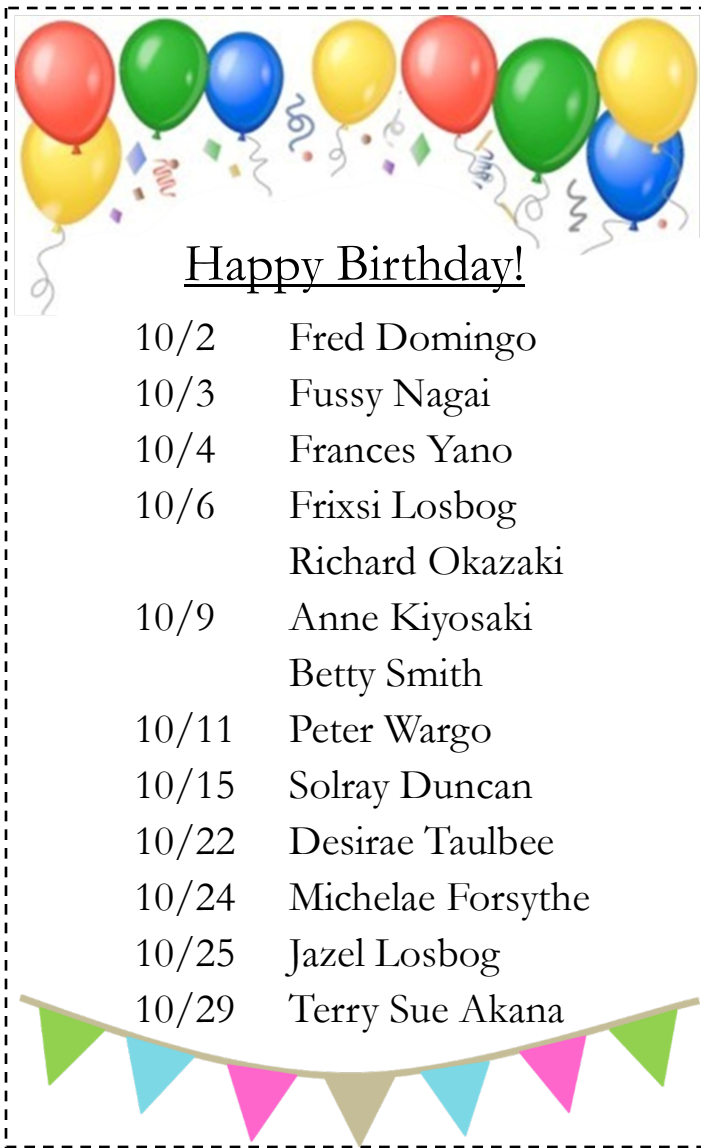 Happy Birthday!
10/2 Fred Domingo
10/3 Fussy Nagai
10/4 Frances Yano
10/6 Frixsi Losbog
Richard Okazaki
10/9 Anne Kiyosaki
Betty Smith
10/11 Peter Wargo
10/15 Solray Duncan
10/22 Desirae Taulbee
10/24 Michelae Forsythe
10/25 Jazel Losbog
10/29 Terry Sue Akana